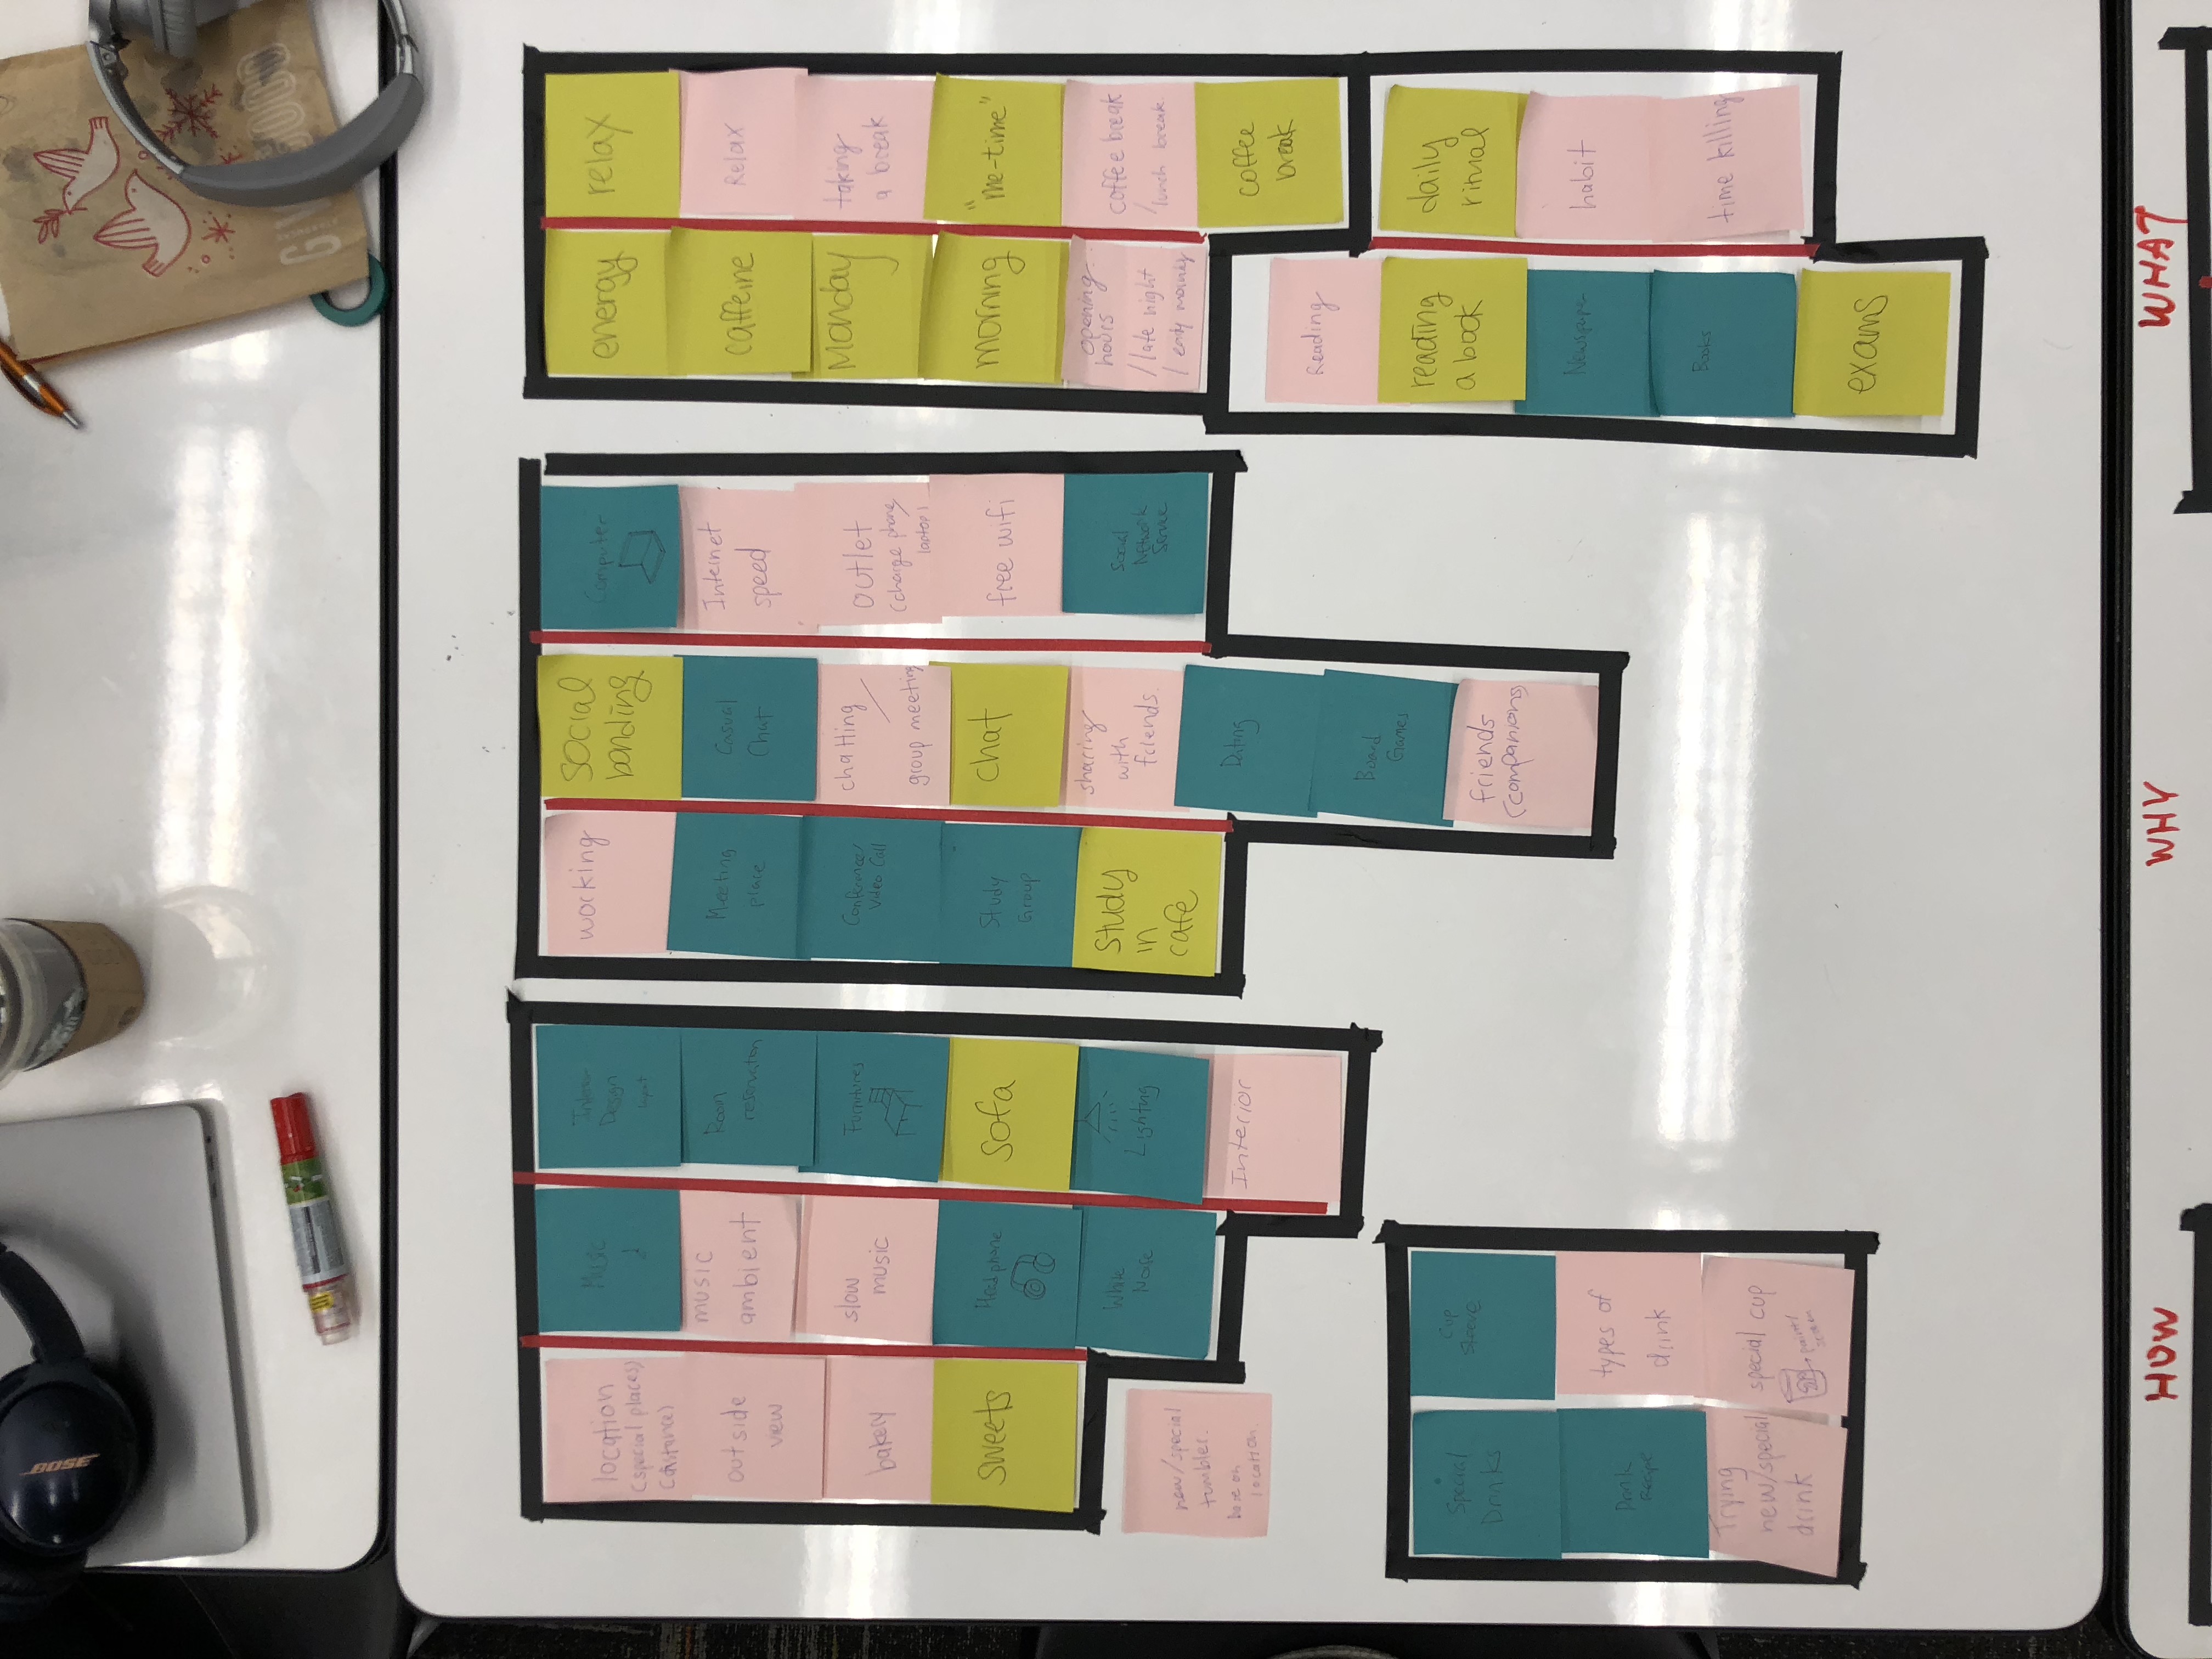 BOSE
location
(special places)
(distance)
outside
view
bakery
sweets
Music
music
ambient
slow
music
Headphone
White
Noise
Interior
Design
layout
Room
reservation
Furnitures
sofa
Lighting
Interior
new/special
tumbler.
base on
location.
working
Meeting
place
Conference/
Video Call
Study
Group
Study
in
cafe
social
bonding
Casual
Chat
chatting
group meeting
chat
sharing
with
friends.
Dating
Board
Games
friends
(companions)
Computer
Internet
speed
outlet
(charge phone/
laptop)
free wifi
Social
Network
Service
energy
caffeine
Monday
morning
opening
hours
/late night
/ early morning
relax
Relax
taking
a break
"me-time"
coffee break
/lunch break.
coffee
break
Reading
reading
a book
Newspaper
Books
exams
daily
ritual
habit
time killing
Special
Drinks
Drink
Recipe
Trying
new/special
drink
Cup
Sleeve
types of
drink
special cup
HOW
WHY
WHAT